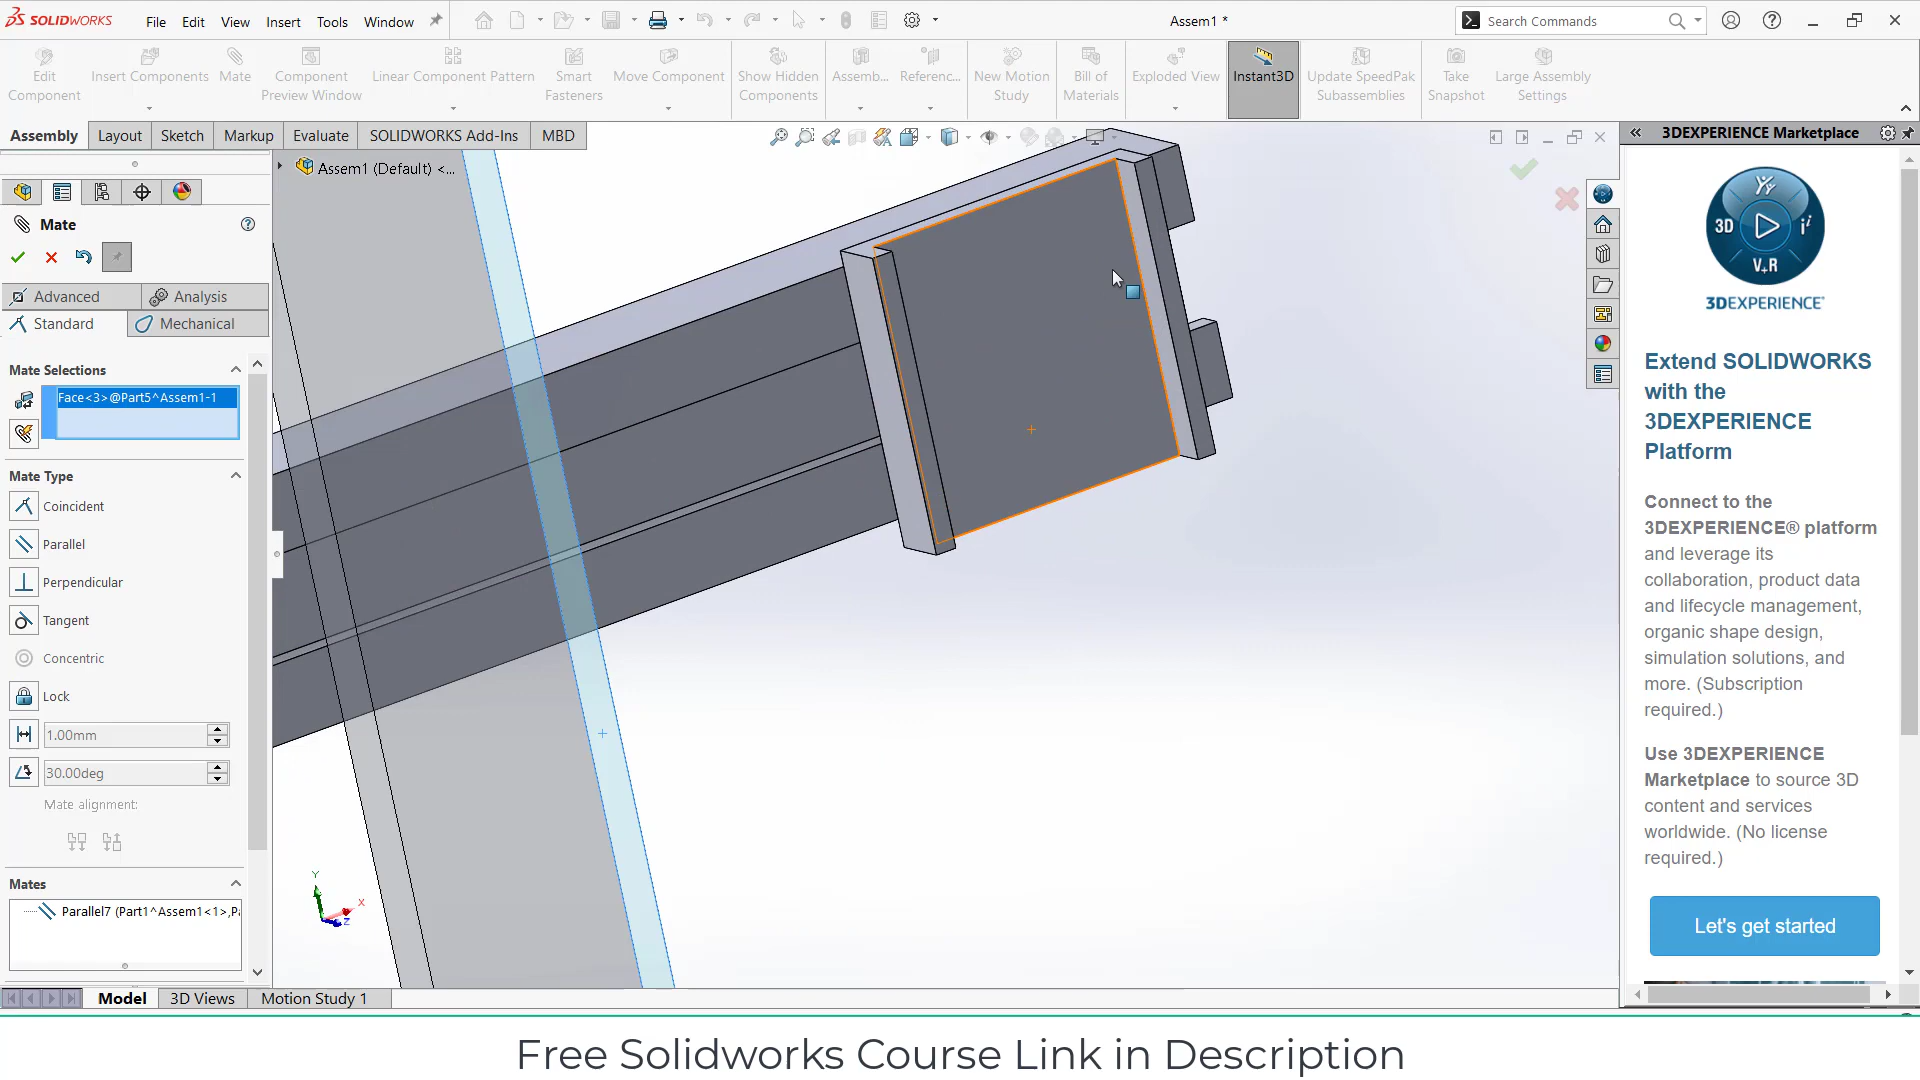 SOLIDWORKS
File Edit View Insert Tools Window
Assem1 *
Search Commands
Edit Component
Insert Components
Mate
Component Preview Window
Linear Component Pattern
Smart Fasteners
Move Component
Show Hidden Components
Assemb...
Referenc...
New Motion Study
Bill of Materials
Exploded View
Instant3D
Update SpeedPak Subassemblies
Take Snapshot
Large Assembly Settings
Assembly Layout Sketch Markup Evaluate SOLIDWORKS Add-Ins MBD
3DEXPERIENCE Marketplace
Assem1 (Default) <...
Mate
Advanced Analysis
Standard Mechanical
Mate Selections
Face<3>@Part5^Assem1-1
Mate Type
Coincident
Parallel
Perpendicular
Tangent
Concentric
Lock
1.00mm
30.00deg
Mate alignment:
Mates
Parallel7 (Part1^Assem1<1>,Pa
Y
X
Z
3D
V+R
3DEXPERIENCE®
Extend SOLIDWORKS
with the
3DEXPERIENCE
Platform
Connect to the
3DEXPERIENCE® platform
and leverage its
collaboration, product data
and lifecycle management,
organic shape design,
simulation solutions, and
more. (Subscription
required.)
Use 3DEXPERIENCE
Marketplace to source 3D
content and services
worldwide. (No license
required.)
Let's get started
Model 3D Views Motion Study 1
Free Solidworks Course Link in Description